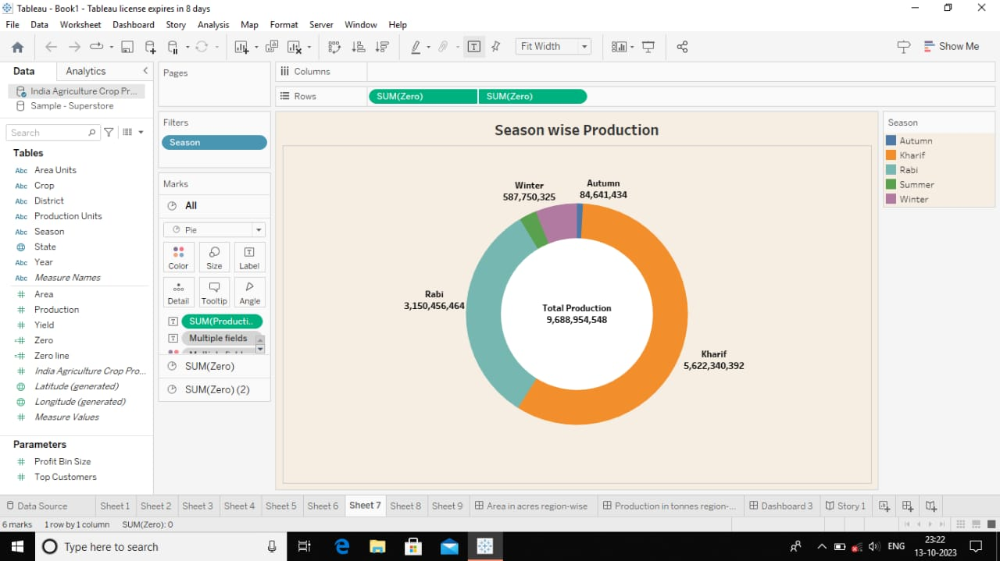 Tableau - Book1 - Tableau license expires in 8 days
File Data Worksheet Dashboard Story Analysis Map Format Server Window Help
Fit Width
Show Me
Data Analytics
India Agriculture Crop Pr...
Sample - Superstore
Search
Tables
Abc Area Units
Abc Crop
Abc District
Abc Production Units
Abc Season
State
Abc Year
Abc Measure Names
Area
Production
Yield
Zero
Zero line
India Agriculture Crop Pro...
Latitude (generated)
Longitude (generated)
Measure Values
Parameters
Profit Bin Size
Top Customers
Pages
Filters
Season
Marks
All
Pie
Color Size Label
Detail Tooltip Angle
SUM(Producti..
Multiple fields
SUM(Zero)
SUM(Zero) (2)
Columns
Rows SUM(Zero) SUM(Zero)
Season wise Production
Winter
587,750,325
Autumn
84,641,434
Rabi
3,150,456,464
Total Production
9,688,954,548
Kharif
5,622,340,392
Season
Autumn
Kharif
Rabi
Summer
Winter
Data Source Sheet 1 Sheet 2 Sheet 3 Sheet 4 Sheet 5 Sheet 6 Sheet 7 Sheet 8 Sheet 9 Area in acres region-wise Production in tonnes region-... Dashboard 3 Story 1
6 marks 1 row by 1 column SUM(Zero): 0
Type here to search
ENG
23:22
13-10-2023